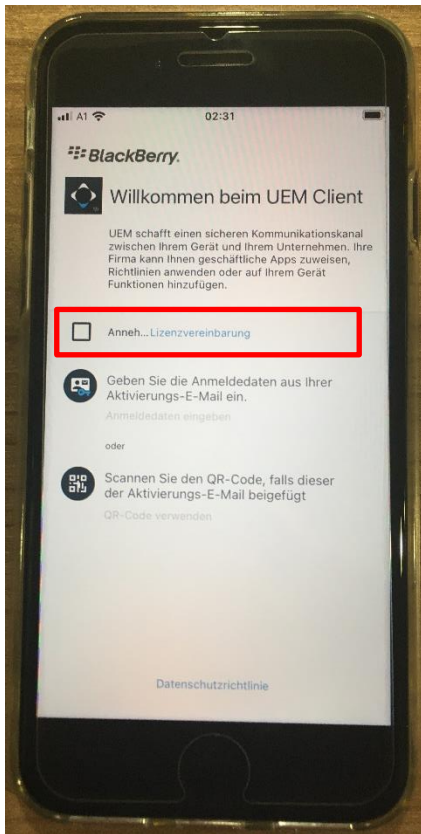 A1 02:31
BlackBerry.
Willkommen beim UEM Client
UEM schafft einen sicheren Kommunikationskanal
zwischen Ihrem Gerät und Ihrem Unternehmen. Ihre
Firma kann Ihnen geschäftliche Apps zuweisen,
Richtlinien anwenden oder auf Ihrem Gerät
Funktionen hinzufügen.
Anneh...Lizenzvereinbarung
Geben Sie die Anmeldedaten aus Ihrer
Aktivierungs-E-Mail ein.
Anmeldedaten eingeben
oder
Scannen Sie den QR-Code, falls dieser
der Aktivierungs-E-Mail beigefügt
QR-Code verwenden
Datenschutzrichtlinie